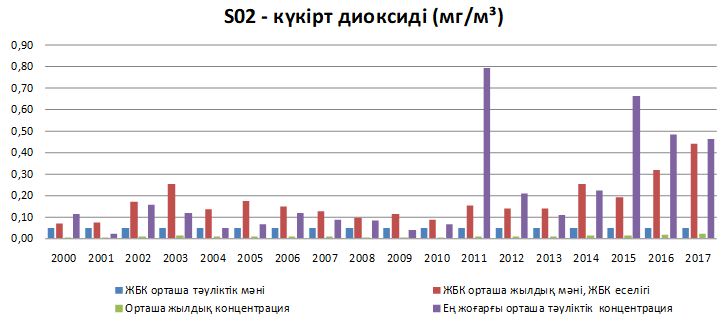 S02 - күкірт диоксиді (мг/м³)
0,90
0,80
0,70
0,60
0,50
0,40
0,30
0,20
0,10
0,00
2000 2001 2002 2003 2004 2005 2006 2007 2008 2009 2010 2011 2012 2013 2014 2015 2016 2017
ЖБК орташа тәуліктік мәні
ЖБК орташа жылдық мәні, ЖБК еселігі
Орташа жылдық концентрация
Ең жоғарғы орташа тәуліктік концентрация